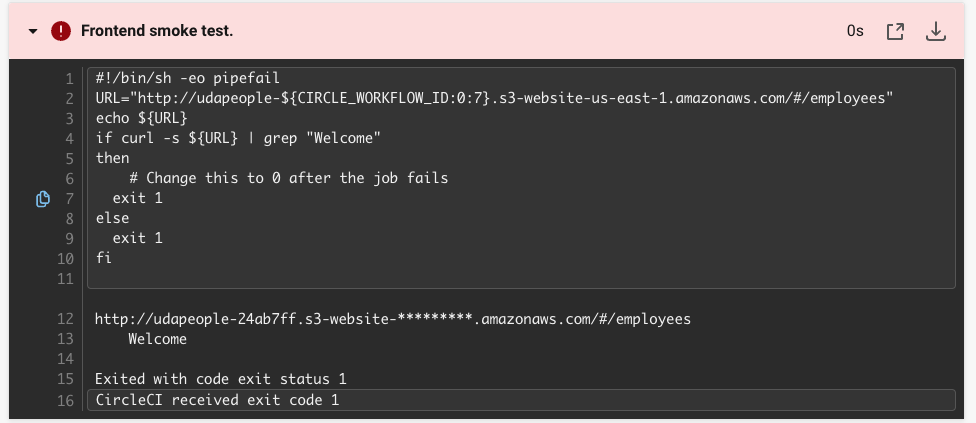 Frontend smoke test.
0s
1 #!/bin/sh -eo pipefail
2 URL="http://udapeople-${CIRCLE_WORKFLOW_ID:0:7}.s3-website-us-east-1.amazonaws.com/#/employees"
3 echo ${URL}
4 if curl -s ${URL} | grep "Welcome"
5 then
6     # Change this to 0 after the job fails
7   exit 1
8 else
9   exit 1
10 fi
11
12 http://udapeople-24ab7ff.s3-website-*********.amazonaws.com/#/employees
13     Welcome
14
15 Exited with code exit status 1
16 CircleCI received exit code 1